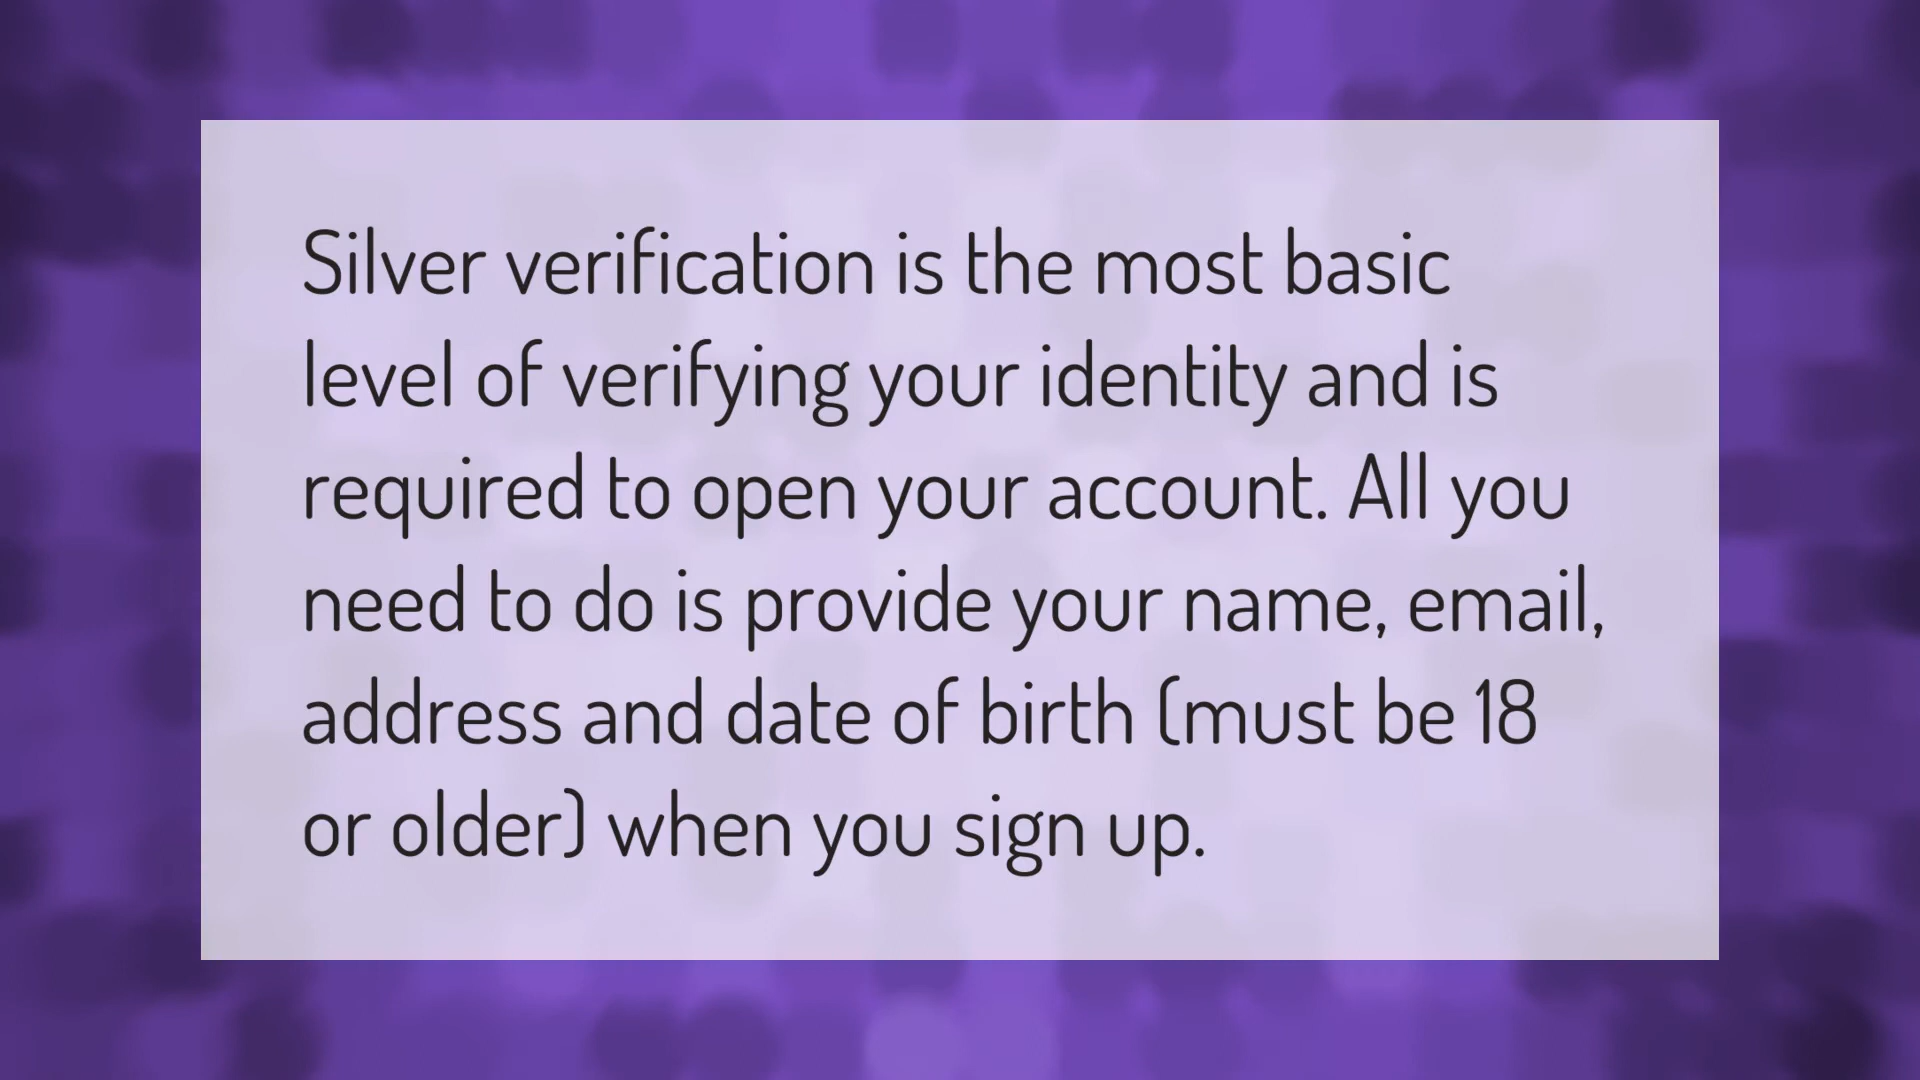 Silver verification is the most basic
level of verifying your identity and is
required to open your account. All you
need to do is provide your name, email,
address and date of birth (must be 18
or older) when you sign up.